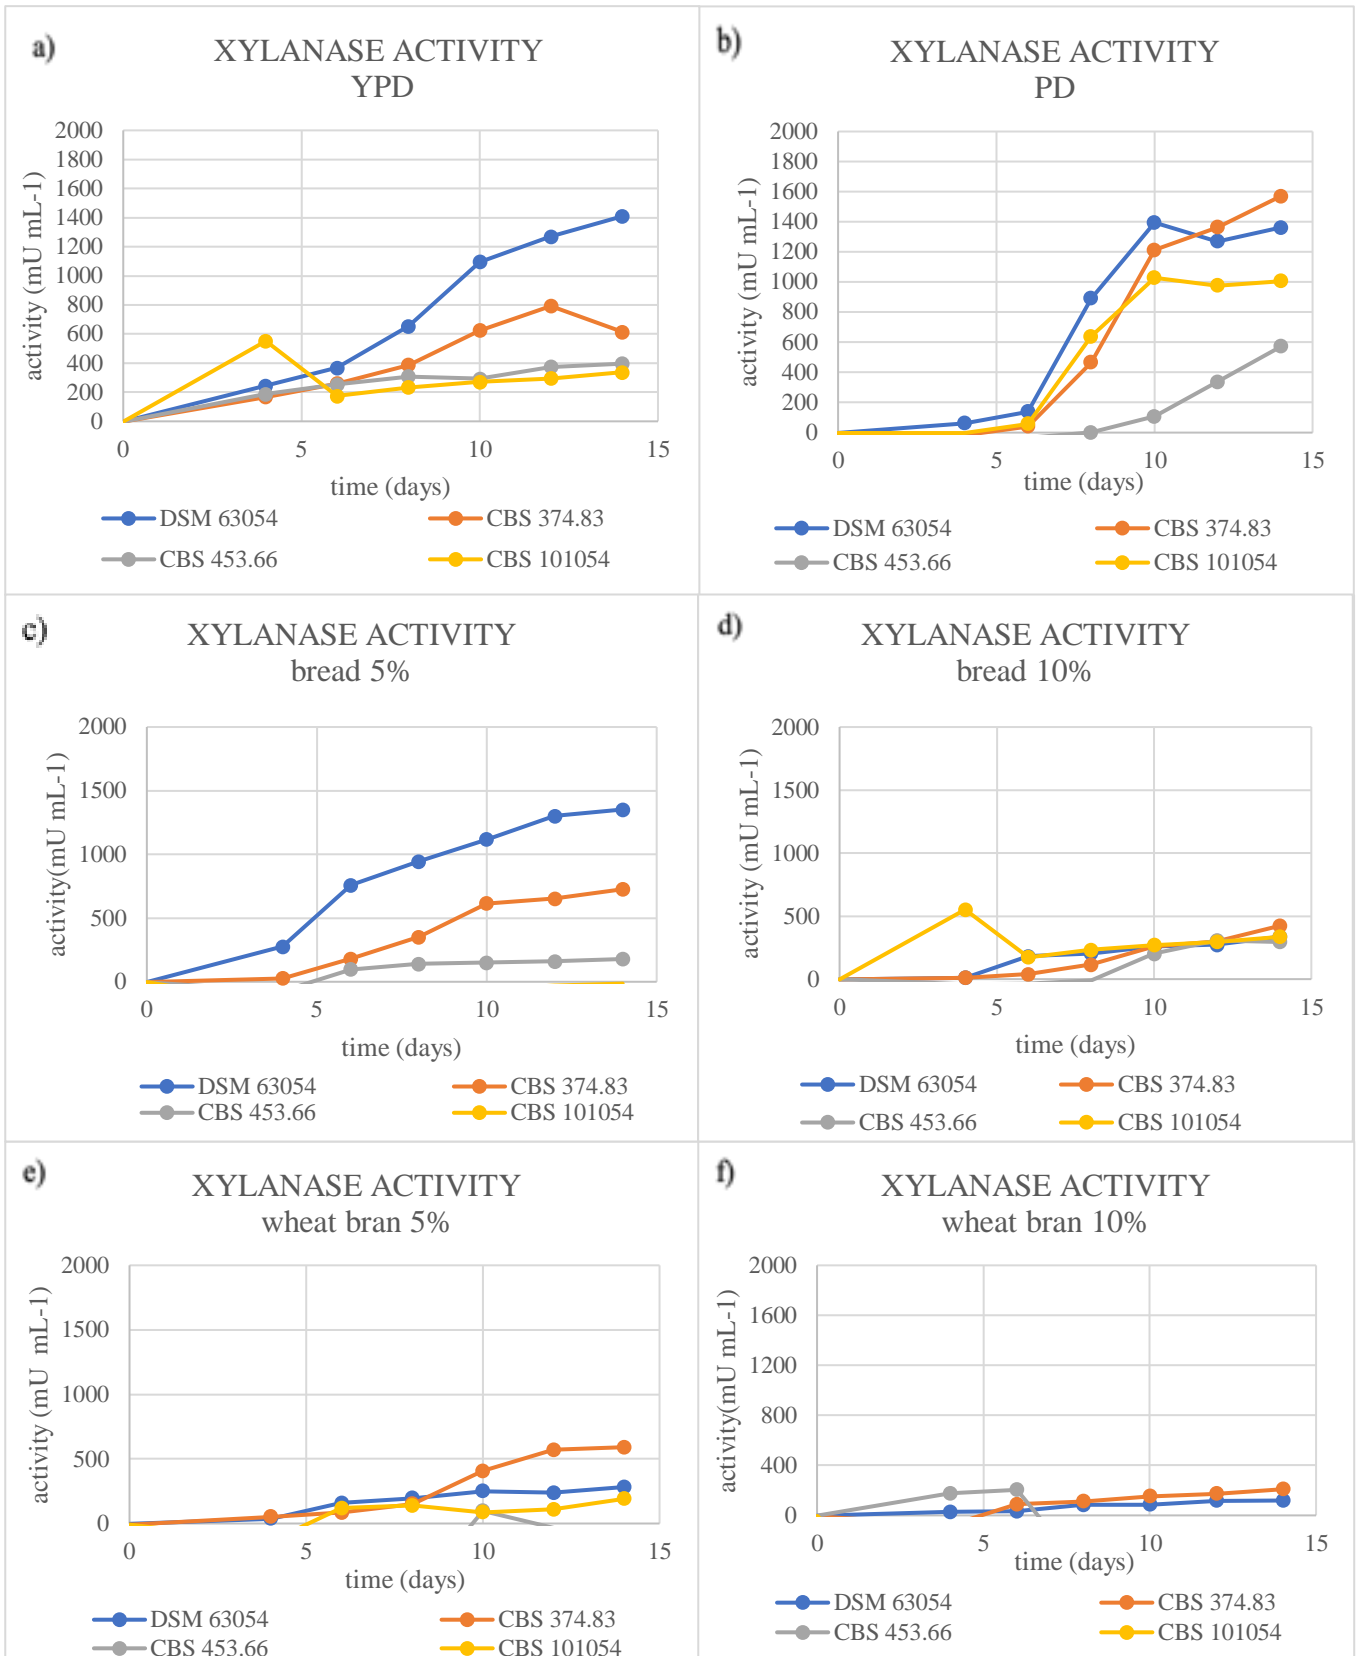 a)
XYLANASE ACTIVITY
YPD
activity (mU mL-1)
2000
1800
1600
1400
1200
1000
800
600
400
200
0
0 5 10 15
time (days)
DSM 63054 CBS 374.83
CBS 453.66 CBS 101054
b)
XYLANASE ACTIVITY
PD
activity (mU mL-1)
2000
1800
1600
1400
1200
1000
800
600
400
200
0
0 5 10 15
time (days)
DSM 63054 CBS 374.83
CBS 453.66 CBS 101054
c)
XYLANASE ACTIVITY
bread 5%
activity(mU mL-1)
2000
1500
1000
500
0
0 5 10 15
time (days)
DSM 63054 CBS 374.83
CBS 453.66 CBS 101054
d)
XYLANASE ACTIVITY
bread 10%
activity (mU mL-1)
2000
1500
1000
500
0
0 5 10 15
time (days)
DSM 63054 CBS 374.83
CBS 453.66 CBS 101054
e)
XYLANASE ACTIVITY
wheat bran 5%
activity (mU mL-1)
2000
1500
1000
500
0
0 5 10 15
time (days)
DSM 63054 CBS 374.83
CBS 453.66 CBS 101054
f)
XYLANASE ACTIVITY
wheat bran 10%
activity(mU mL-1)
2000
1600
1200
800
400
0
0 5 10 15
time (days)
DSM 63054 CBS 374.83
CBS 453.66 CBS 101054